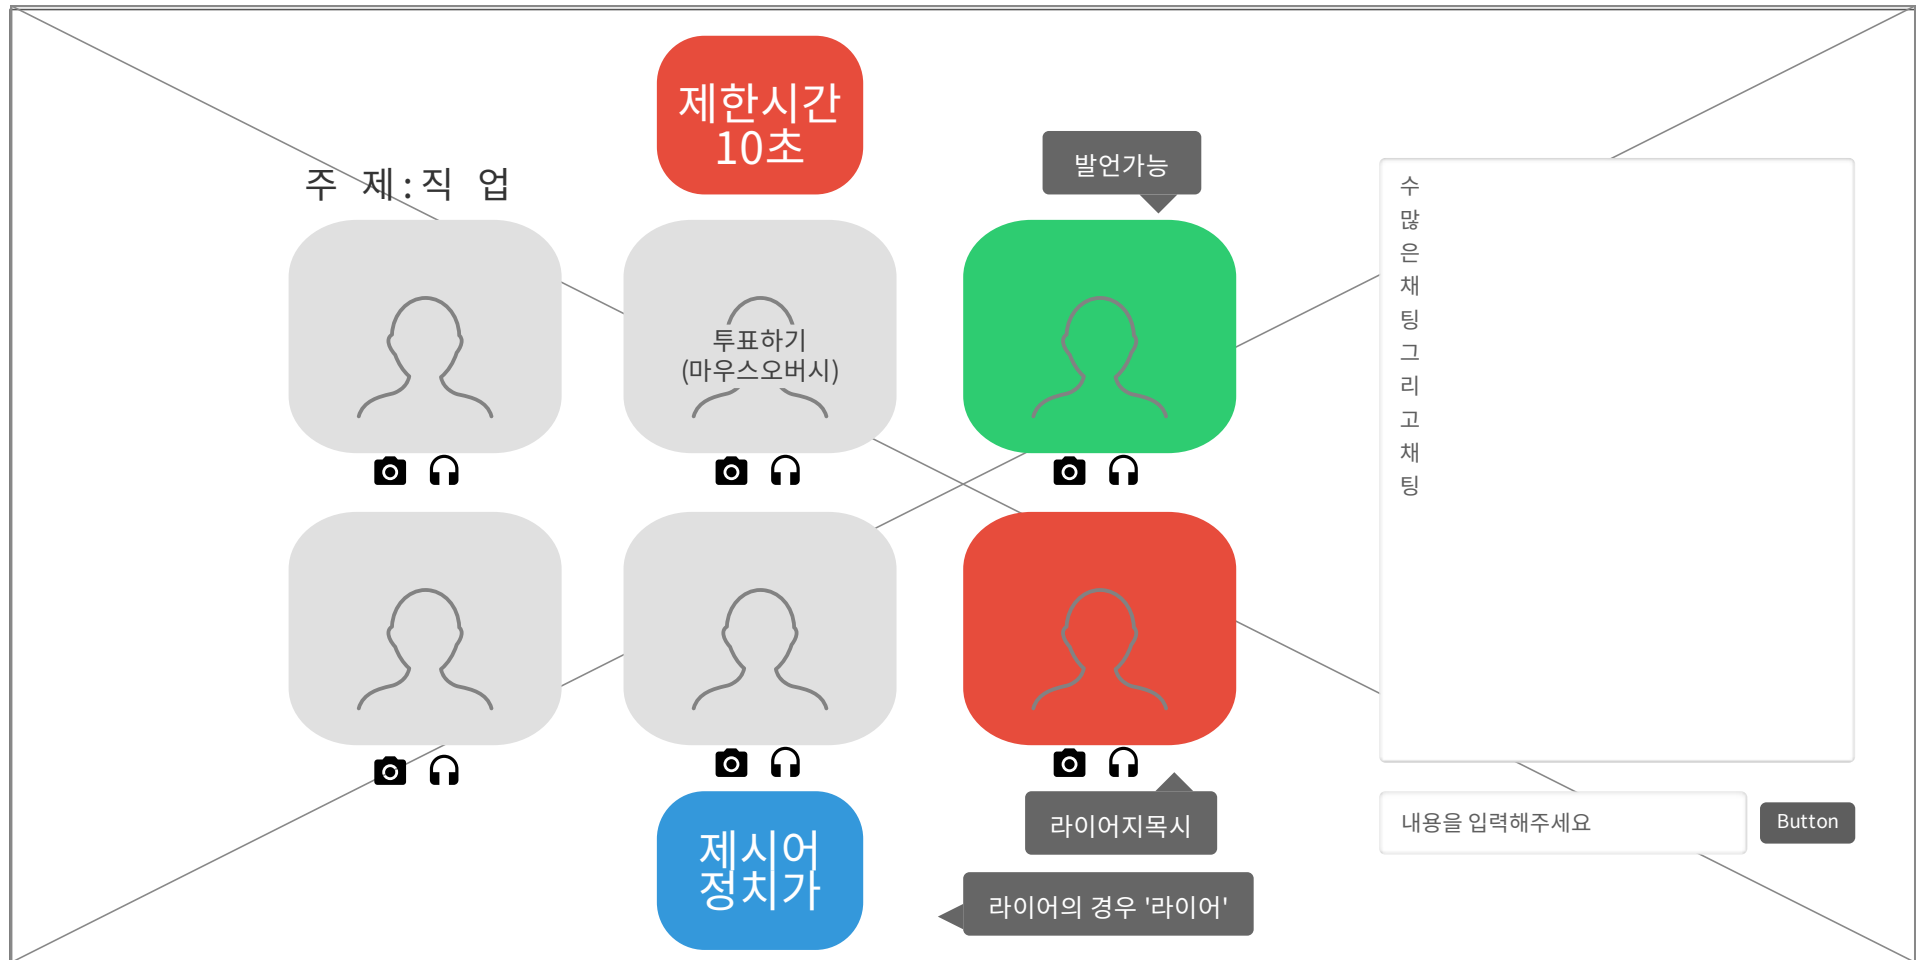 제한시간
10초
주 제:직 업
발언가능
투표하기
(마우스오버시)
수
많
은
채
팅
그
리
고
채
팅
제시어
정치가
라이어지목시
라이어의 경우 '라이어'
내용을 입력해주세요
Button